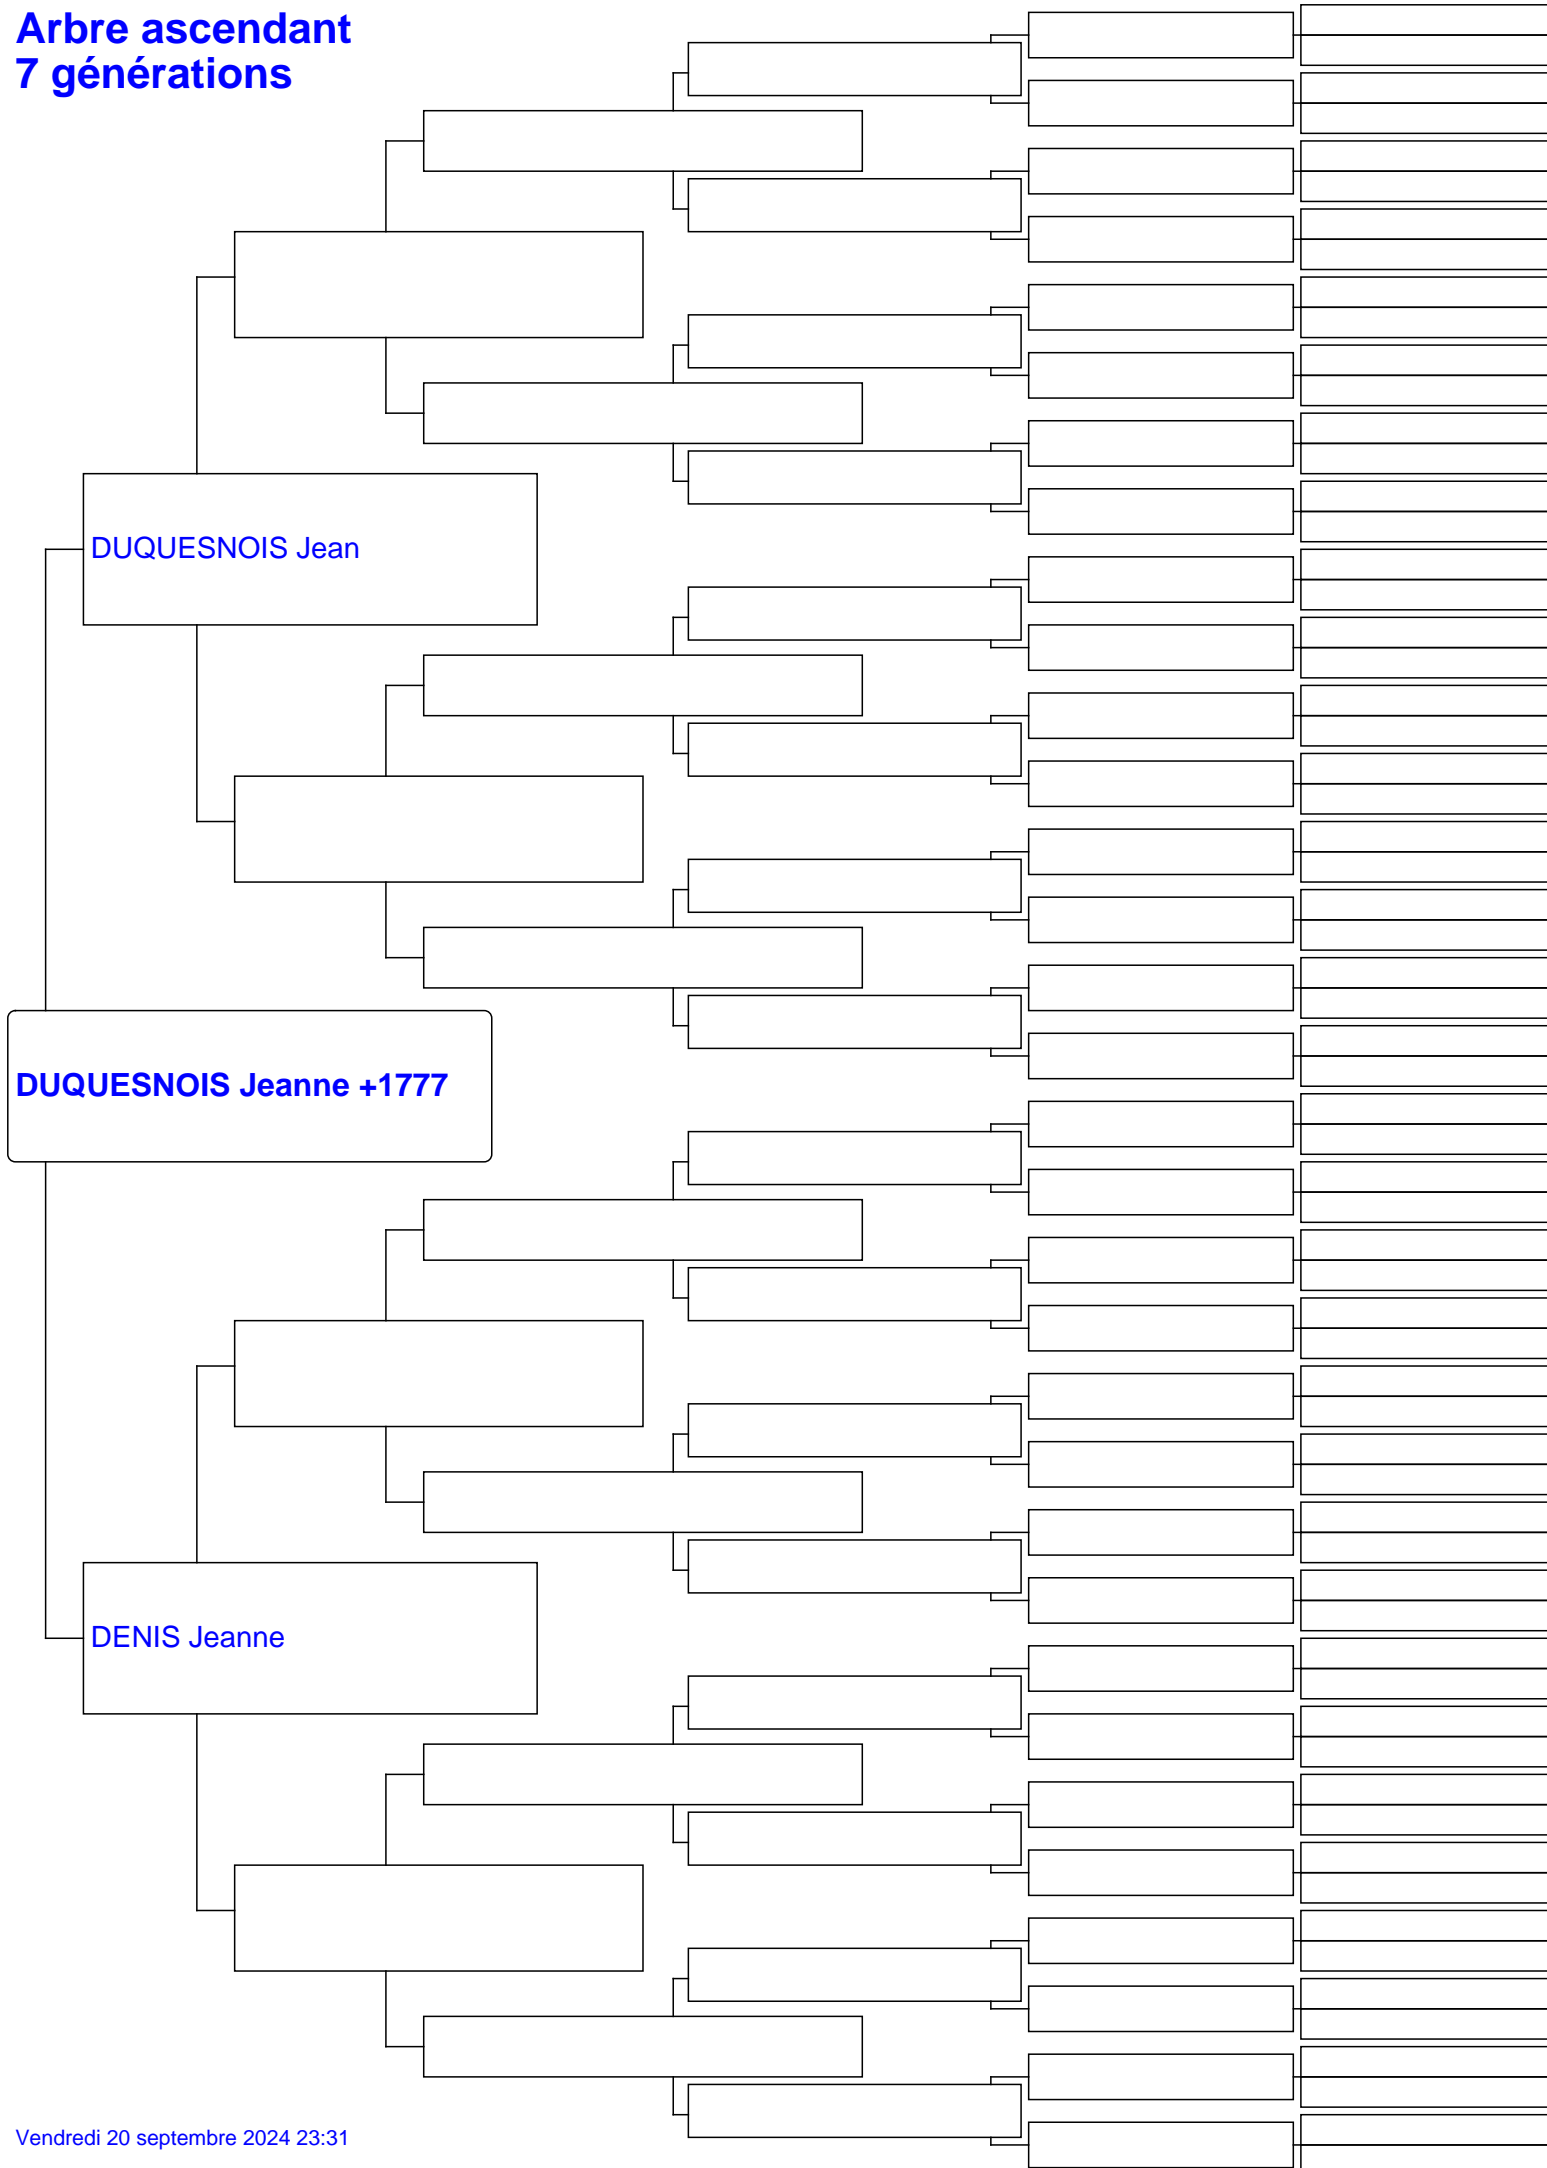 Arbre ascendant
7 générations
DUQUESNOIS Jean
DUQUESNOIS Jeanne +1777
DENIS Jeanne
Vendredi 20 septembre 2024 23:31